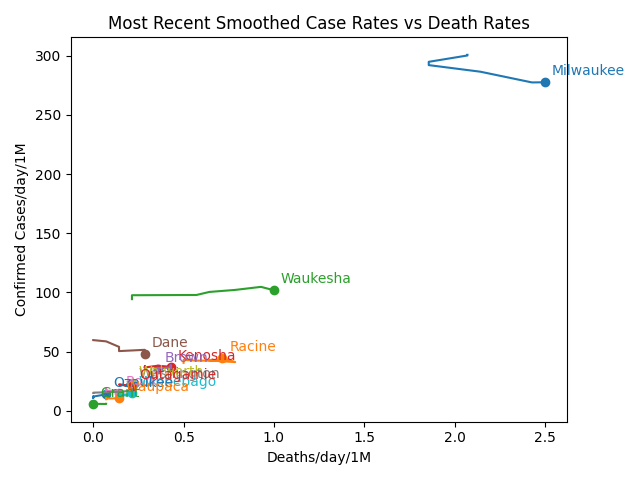 Most Recent Smoothed Case Rates vs Death Rates
Confirmed Cases/day/1M
300
250
200
150
100
50
0
0.0
0.5
1.0
1.5
2.0
2.5
Deaths/day/1M
Milwaukee
Waukesha
Dane
Racine
Brown
Kenosha
Outagamie
Waupaca
Ozaukee